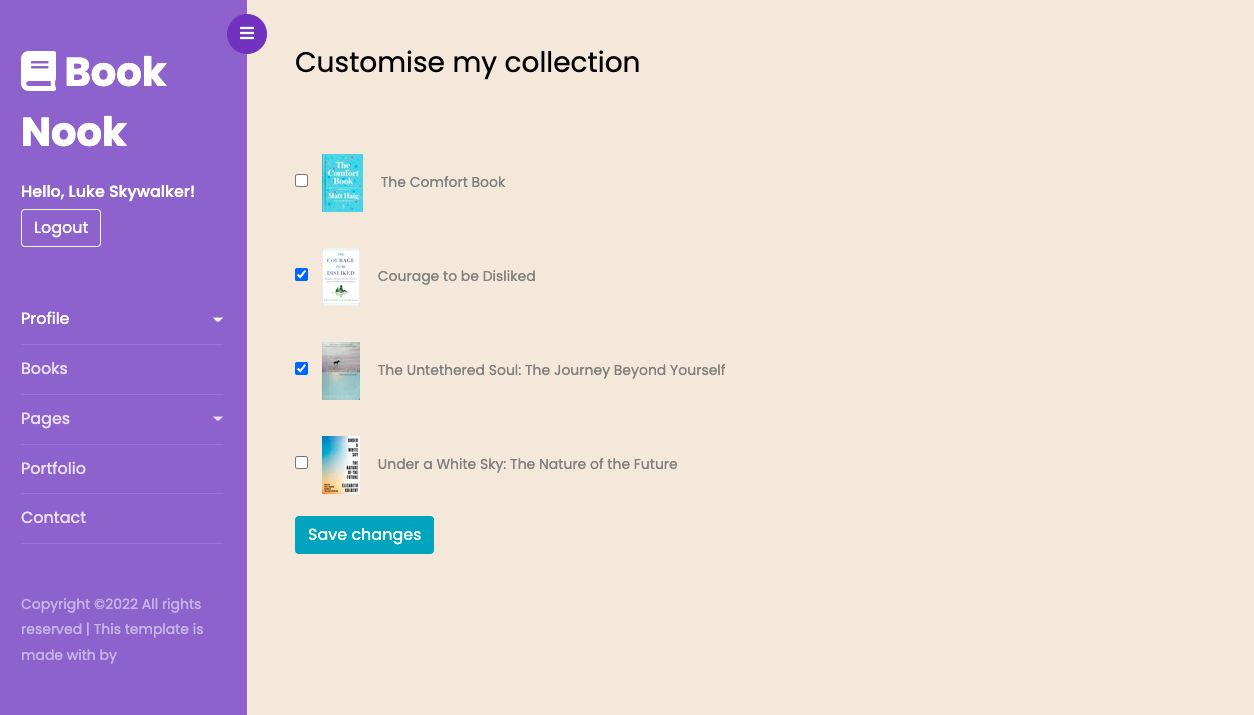 Book
Nook
Hello, Luke Skywalker!
Logout
Profile
Books
Pages
Portfolio
Contact
Copyright ©2022 All rights
reserved | This template is
made with by
Customise my collection
The
Comfort
Book
Matt Haig
The Comfort Book
THE
COURAGE
TO BE
DISLIKED
Courage to be Disliked
The Untethered Soul: The Journey Beyond Yourself
UNDER
A
WHITE
SKY
THE
NATURE
OF THE
FUTURE
ELIZABETH
KOLBERT
Under a White Sky: The Nature of the Future
Save changes